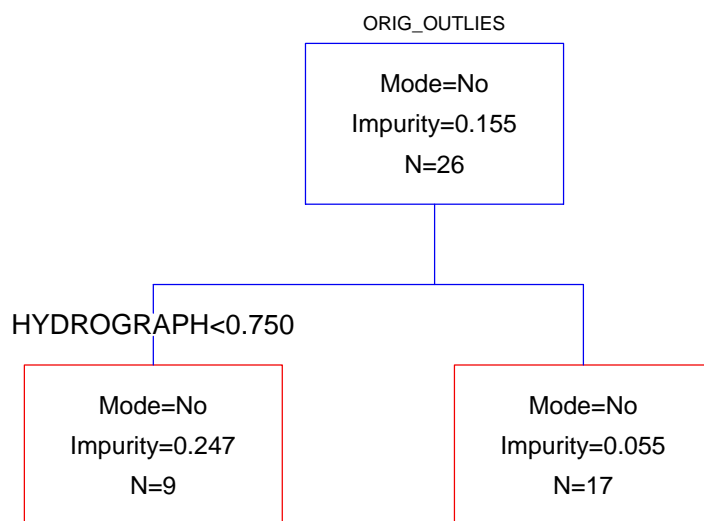 ORIG_OUTLIES
Mode=No
Impurity=0.155
N=26
HYDROGRAPH<0.750
Mode=No
Impurity=0.247
N=9
Mode=No
Impurity=0.055
N=17